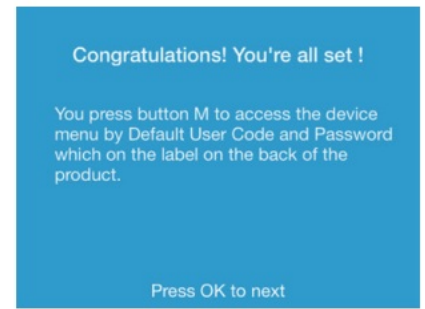 Congratulations! You're all set !
You press button M to access the device
menu by Default User Code and Password
which on the label on the back of the
product.
Press OK to next